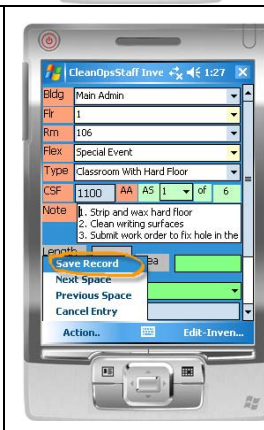 CleanOpsStaff Inve 1:27
Bldg Main Admin
Flr 1
Rm 106
Flex Special Event
Type Classroom With Hard Floor
CSF 1100 AA AS 1 of 6
Note 1. Strip and wax hard floor
2. Clean writing surfaces
3. Submit work order to fix hole in the
Length
Save Record
Next Space
Previous Space
Cancel Entry
Action.. Edit-Inven...